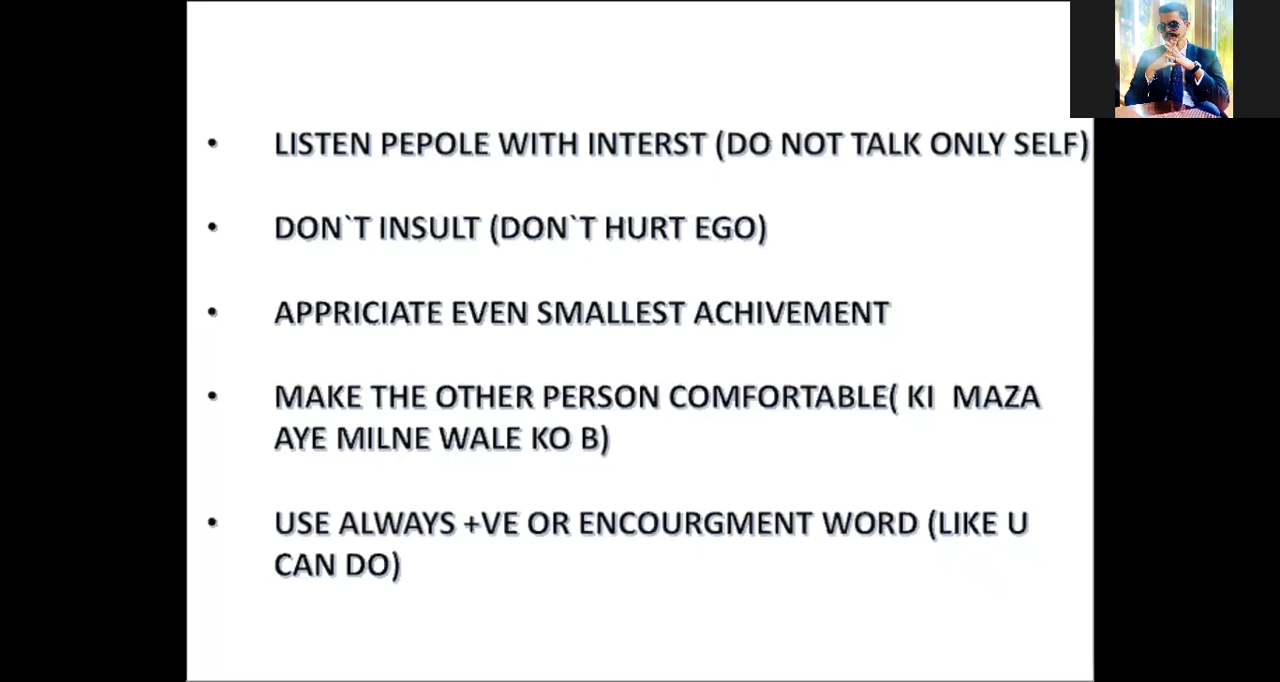 • LISTEN PEPOLE WITH INTERST (DO NOT TALK ONLY SELF)
• DON`T INSULT (DON`T HURT EGO)
• APPRICIATE EVEN SMALLEST ACHIVEMENT
• MAKE THE OTHER PERSON COMFORTABLE( KI  MAZA
AYE MILNE WALE KO B)
• USE ALWAYS +VE OR ENCOURGMENT WORD (LIKE U
CAN DO)